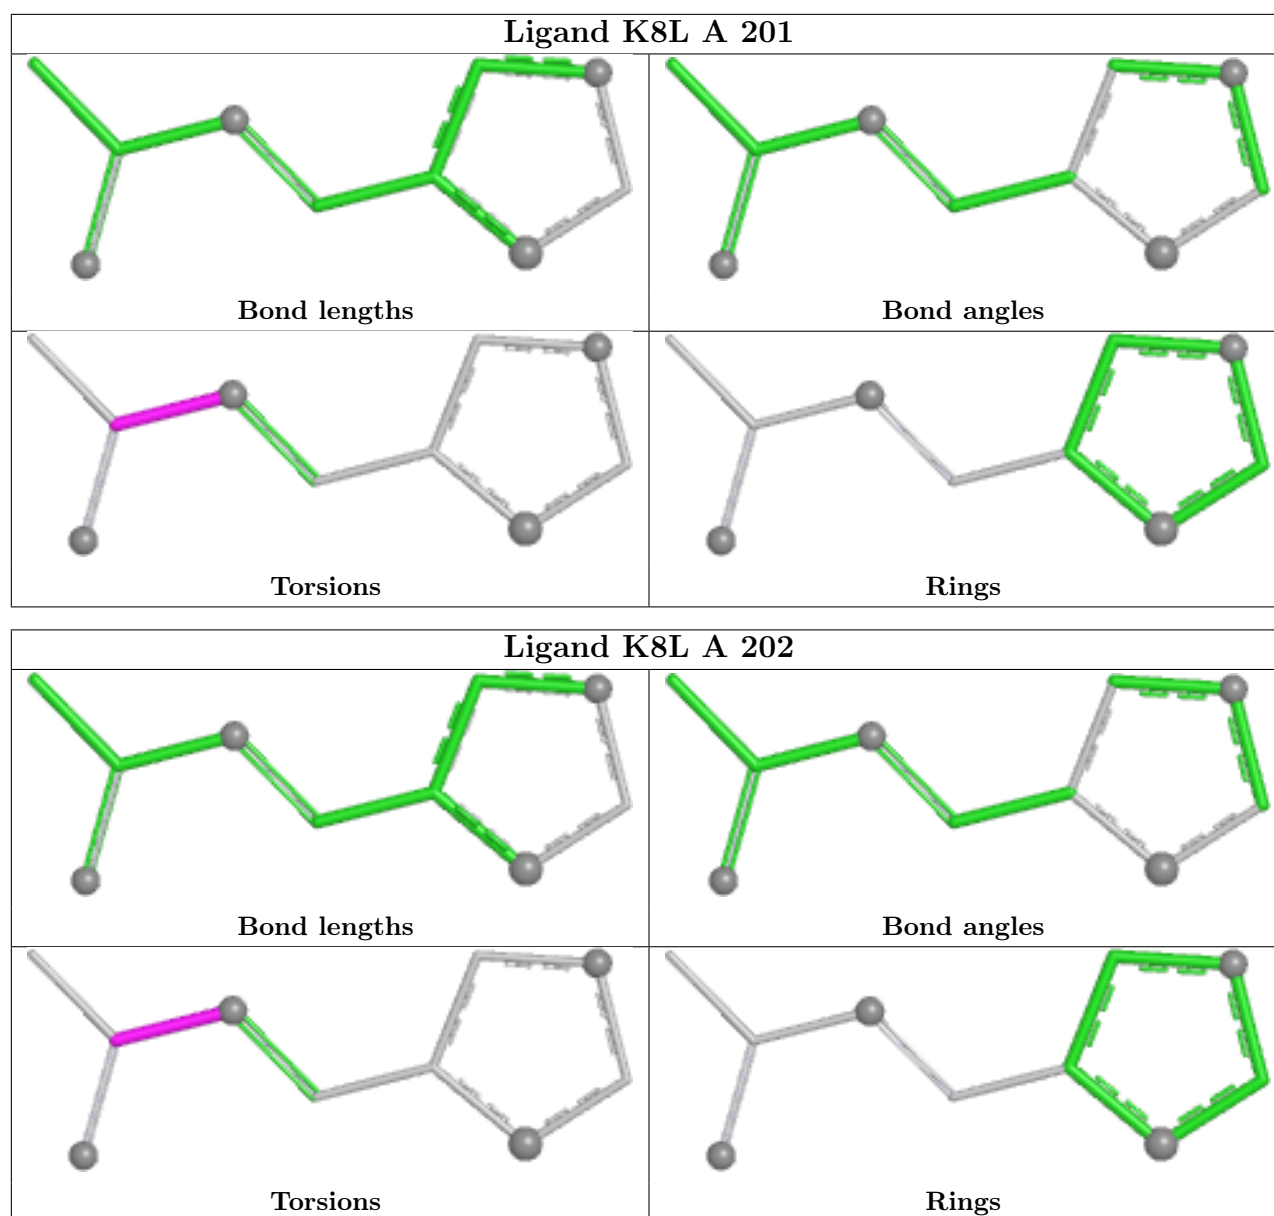 Ligand K8L A 201
Bond lengths
Bond angles
Torsions
Rings
Ligand K8L A 202
Bond lengths
Bond angles
Torsions
Rings